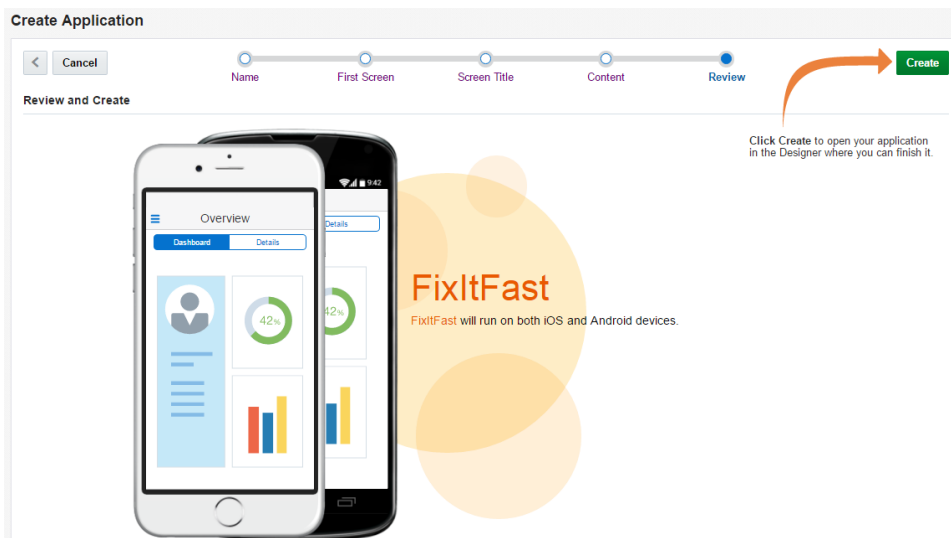 Create Application
Cancel
Name
First Screen
Screen Title
Content
Review
Create
Review and Create
Click Create to open your application
in the Designer where you can finish it.
9:42
Overview
Dashboard
Details
Details
42%
42%
FixItFast
FixItFast will run on both iOS and Android devices.